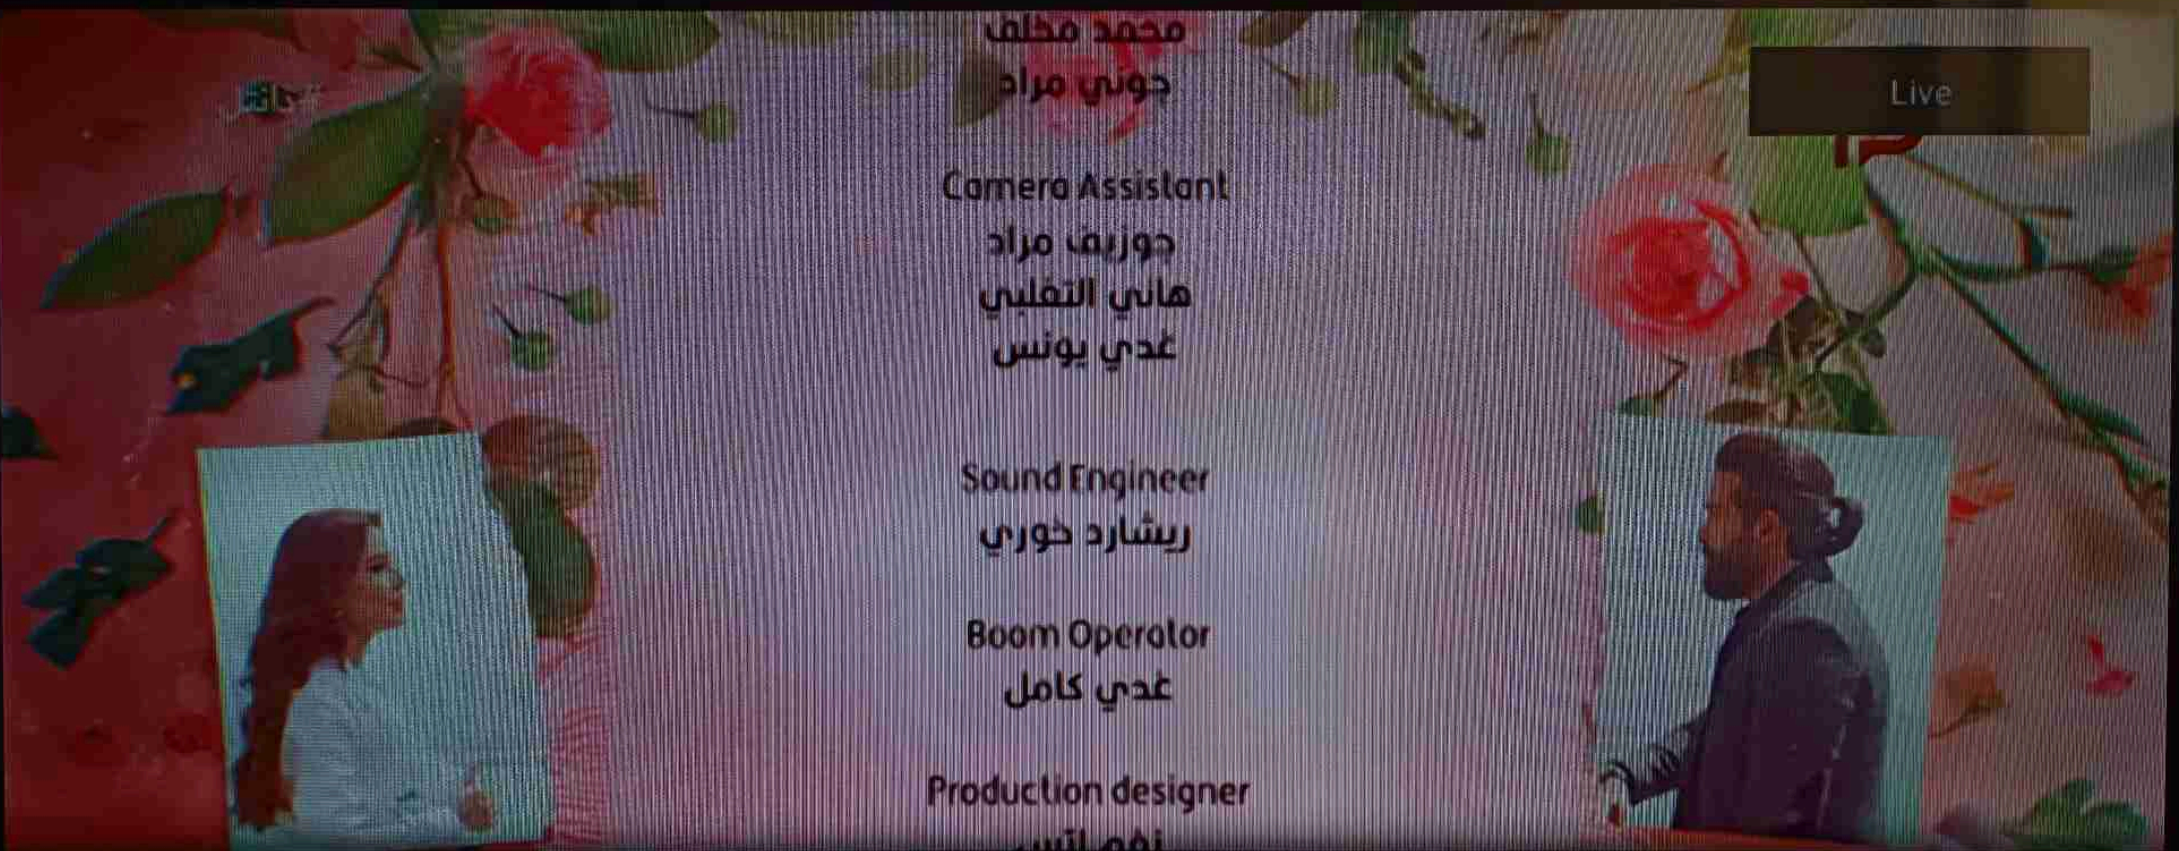 محمد مخلف
جوني مراد
Live
Camera Assistant
جوزيف مراد
هاني التغلبي
غدي يونس
Sound Engineer
ريشارد خوري
Boom Operator
غدي كامل
Production designer